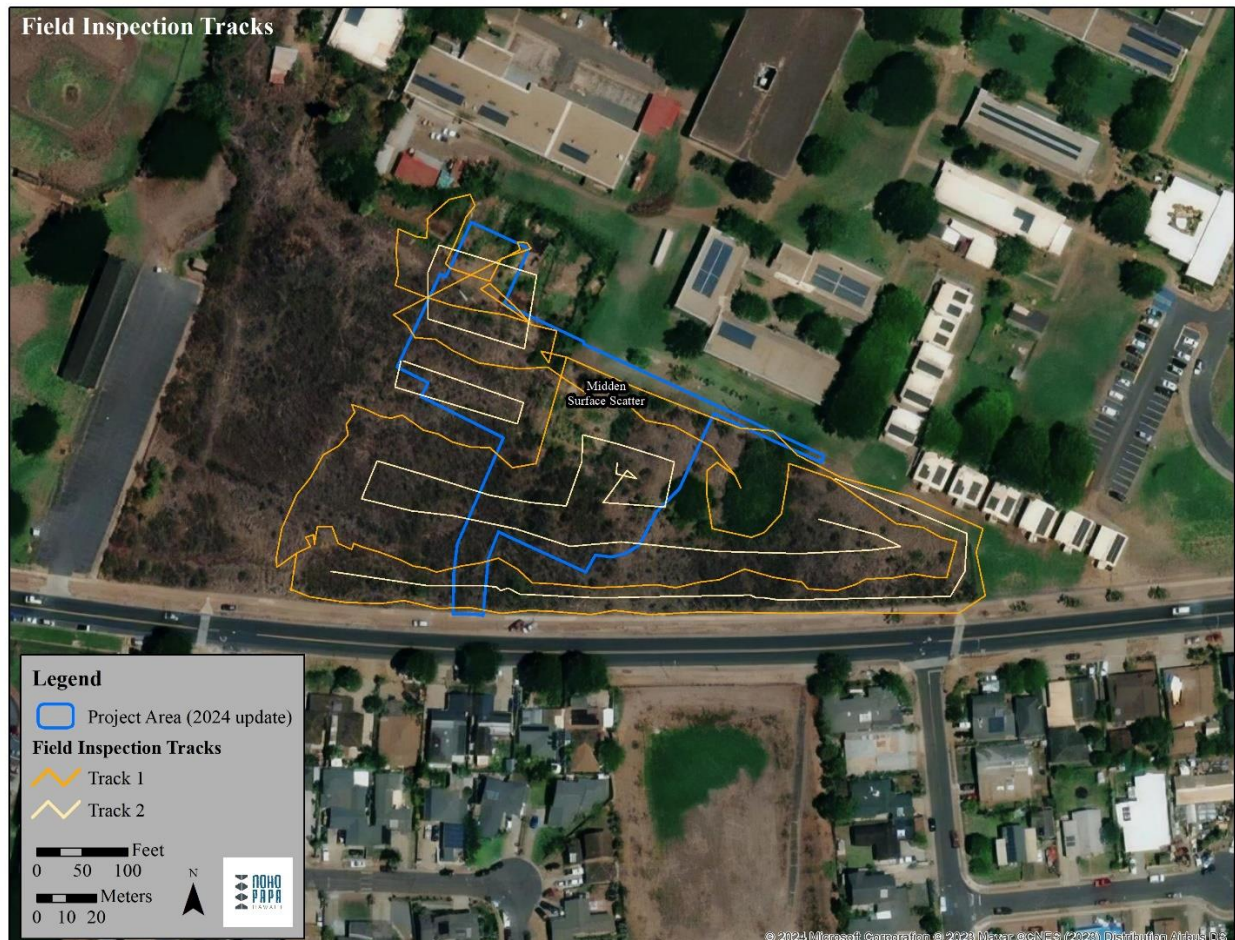 Field Inspection Tracks
Midden
Surface Scatter
Legend
Project Area (2024 update)
Field Inspection Tracks
Track 1
Track 2
Feet
0 50 100
Meters
0 10 20
N
NOHO
PAPA
HAWAIʻI
© 2024 Microsoft Corporation © 2023 Maxar ©CNES (2023) Distribution Airbus DS